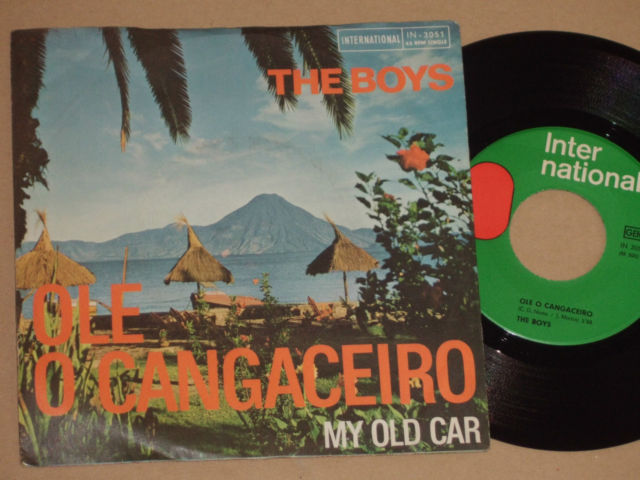 INTERNATIONAL
IN-3051
45 RPM SINGLE
THE BOYS
OLE
O CANGACEIRO
MY OLD CAR
Inter
national
GEMA
OLE O CANGACEIRO
THE BOYS